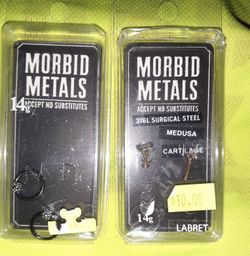 MORBID
METALS
14g
ACCEPT NO SUBSTITUTES
MORBID
METALS
ACCEPT NO SUBSTITUTES
316L SURGICAL STEEL
MEDUSA
CARTILAGE
$10.00
14g
LABRET